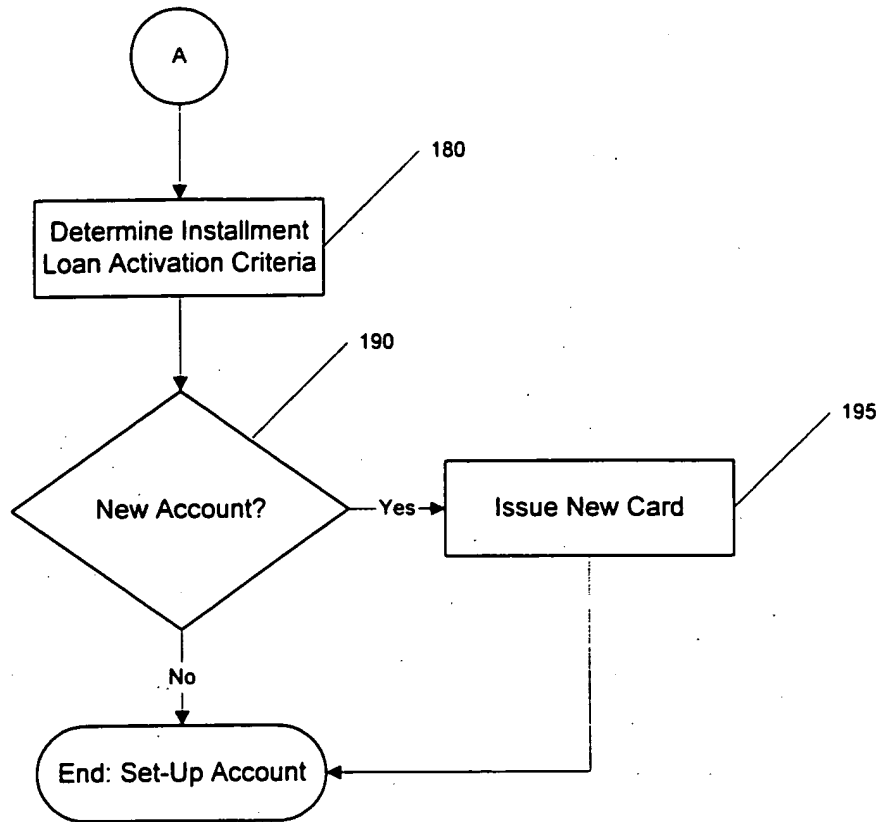 A
180
Determine Installment
Loan Activation Criteria
190
195
New Account?
Yes
Issue New Card
No
End: Set-Up Account